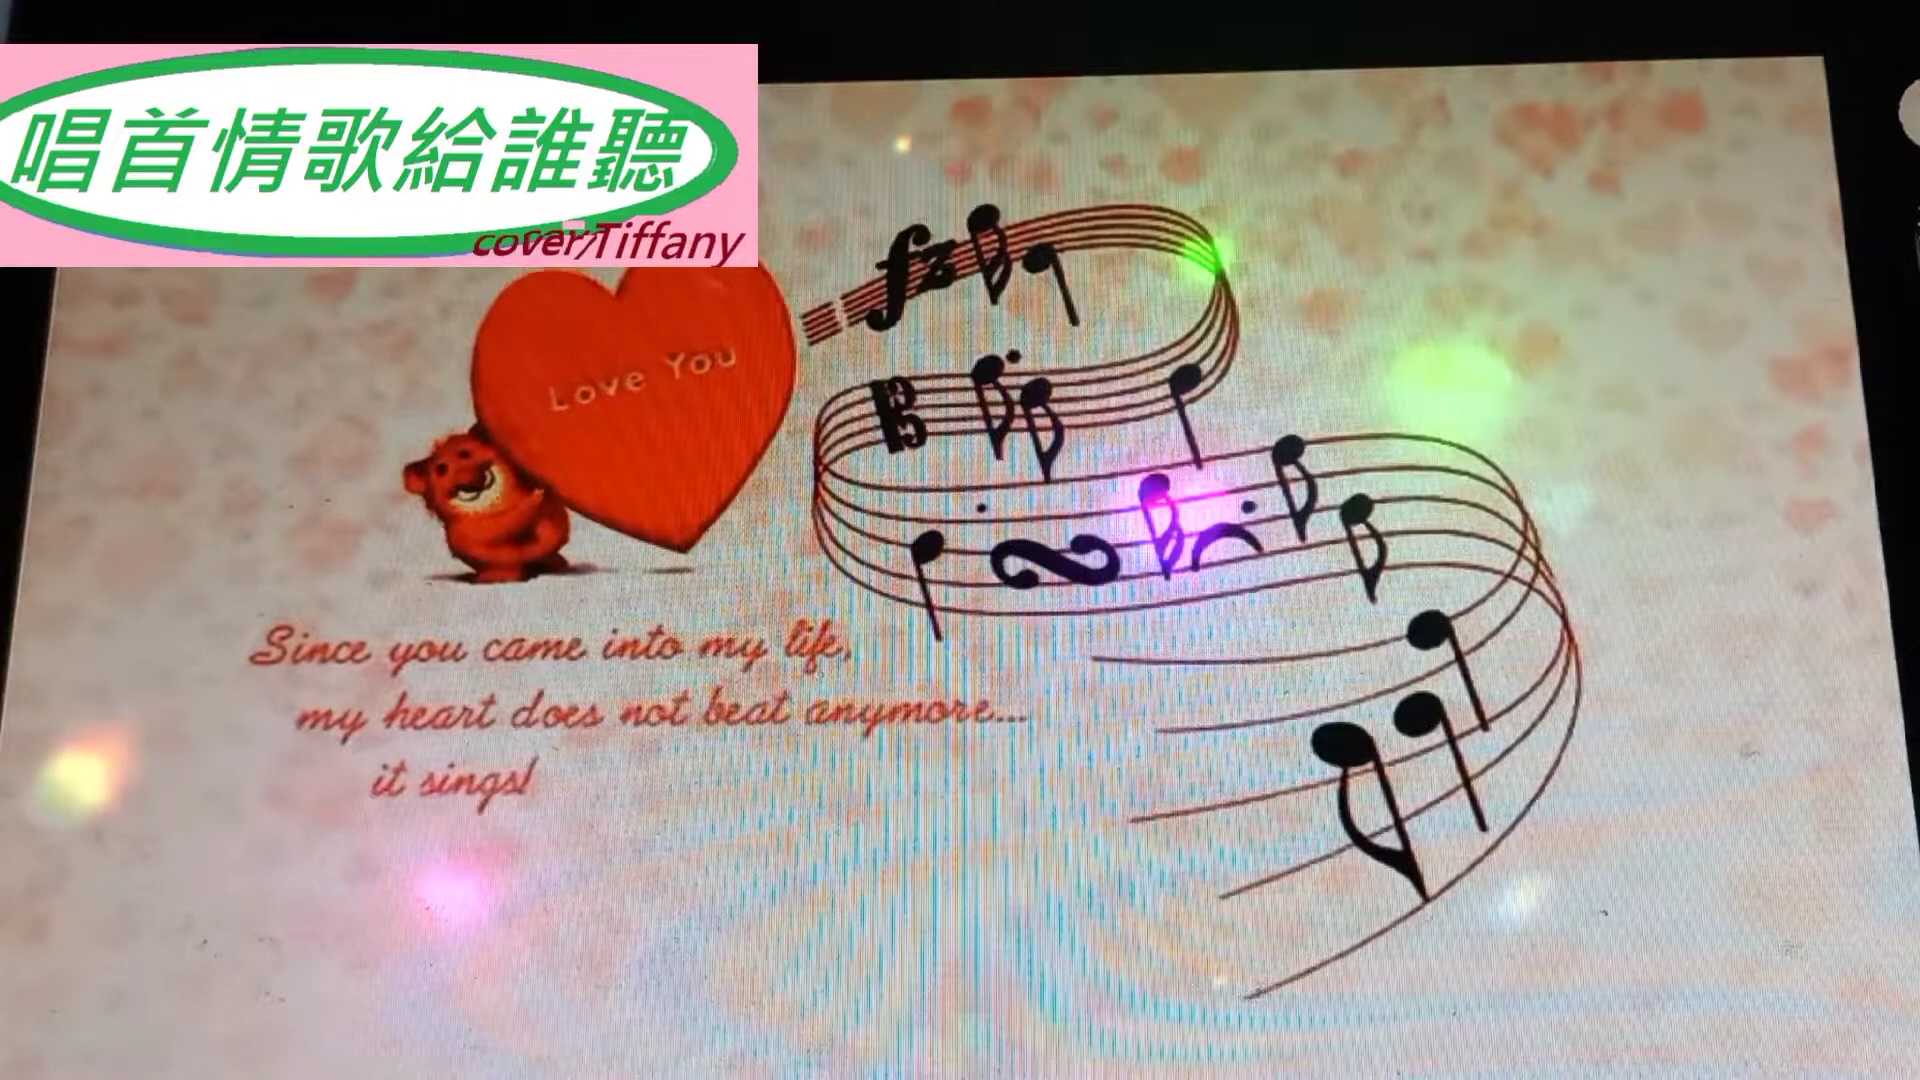 唱首情歌給誰聽
cover/Tiffany
Love You
fz
Since you came into my life,
my heart does not beat anymore...
it sings!